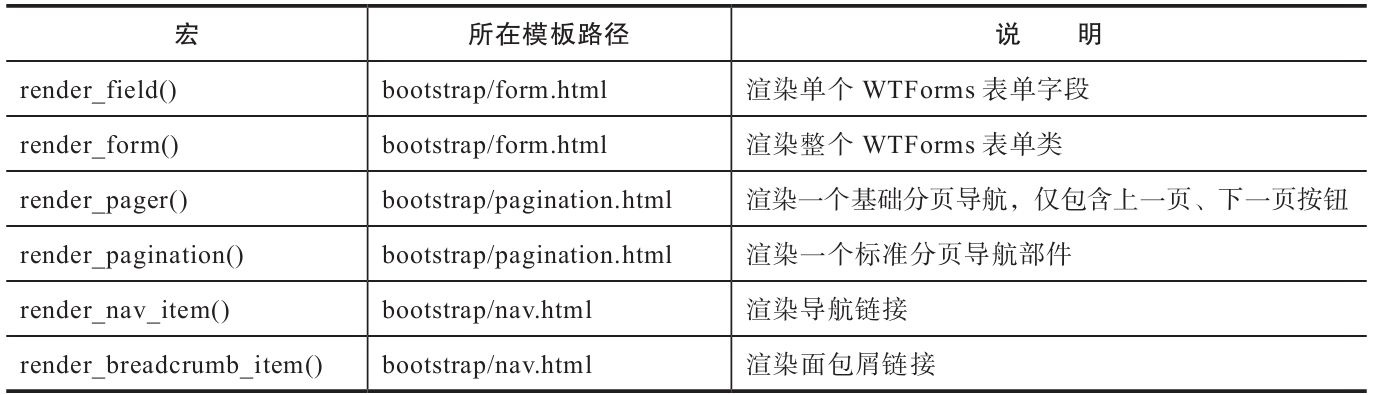 宏 所在模板路径 说 明
render_field() bootstrap/form.html 渲染单个 WTForms 表单字段
render_form() bootstrap/form.html 渲染整个 WTForms 表单类
render_pager() bootstrap/pagination.html 渲染一个基础分页导航，仅包含上一页、下一页按钮
render_pagination() bootstrap/pagination.html 渲染一个标准分页导航部件
render_nav_item() bootstrap/nav.html 渲染导航链接
render_breadcrumb_item() bootstrap/nav.html 渲染面包屑链接